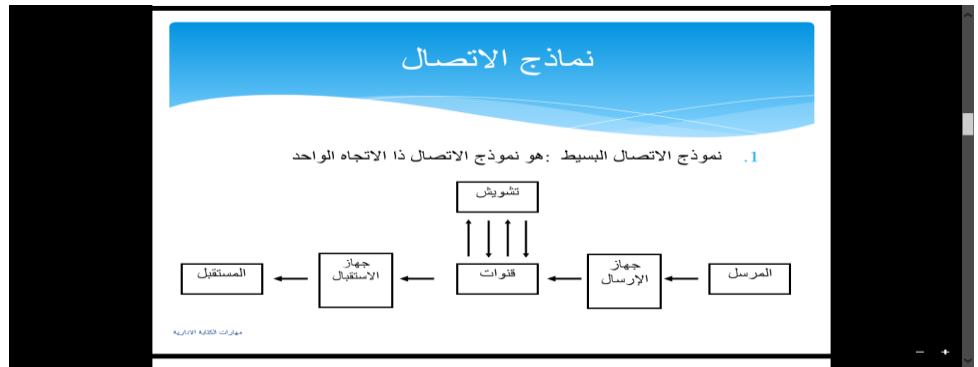 نماذج الاتصال
1. نموذج الاتصال البسيط :هو نموذج الاتصال ذا الاتجاه الواحد
تشويش
المرسل
جهاز
الإرسال
قنوات
جهاز
الاستقبال
المستقبل
مهارات الكتابة الادارية